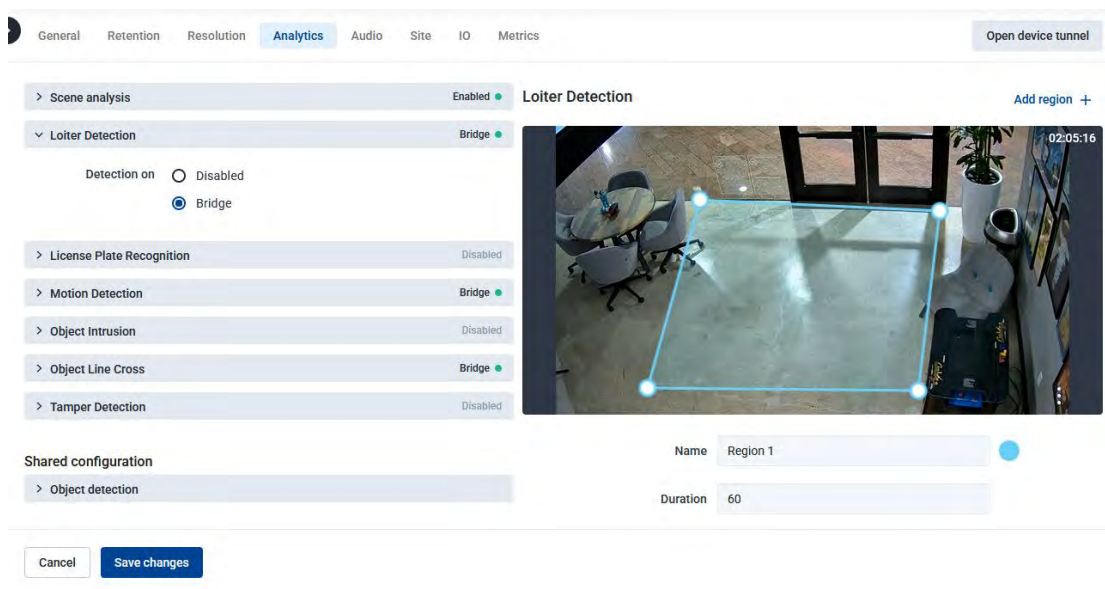 General Retention Resolution Analytics Audio Site IO Metrics Open device tunnel
Scene analysis Enabled
Loiter Detection Bridge
Detection on Disabled
Bridge
License Plate Recognition Disabled
Motion Detection Bridge
Object Intrusion Disabled
Object Line Cross Bridge
Tamper Detection Disabled
Shared configuration
Object detection
Cancel Save changes
Loiter Detection Add region +
02:05:16
Name Region 1
Duration 60